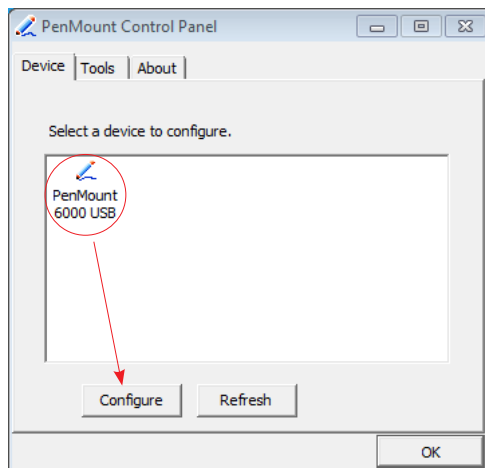 PenMount Control Panel
Device Tools About
Select a device to configure.
PenMount
6000 USB
Configure Refresh
OK